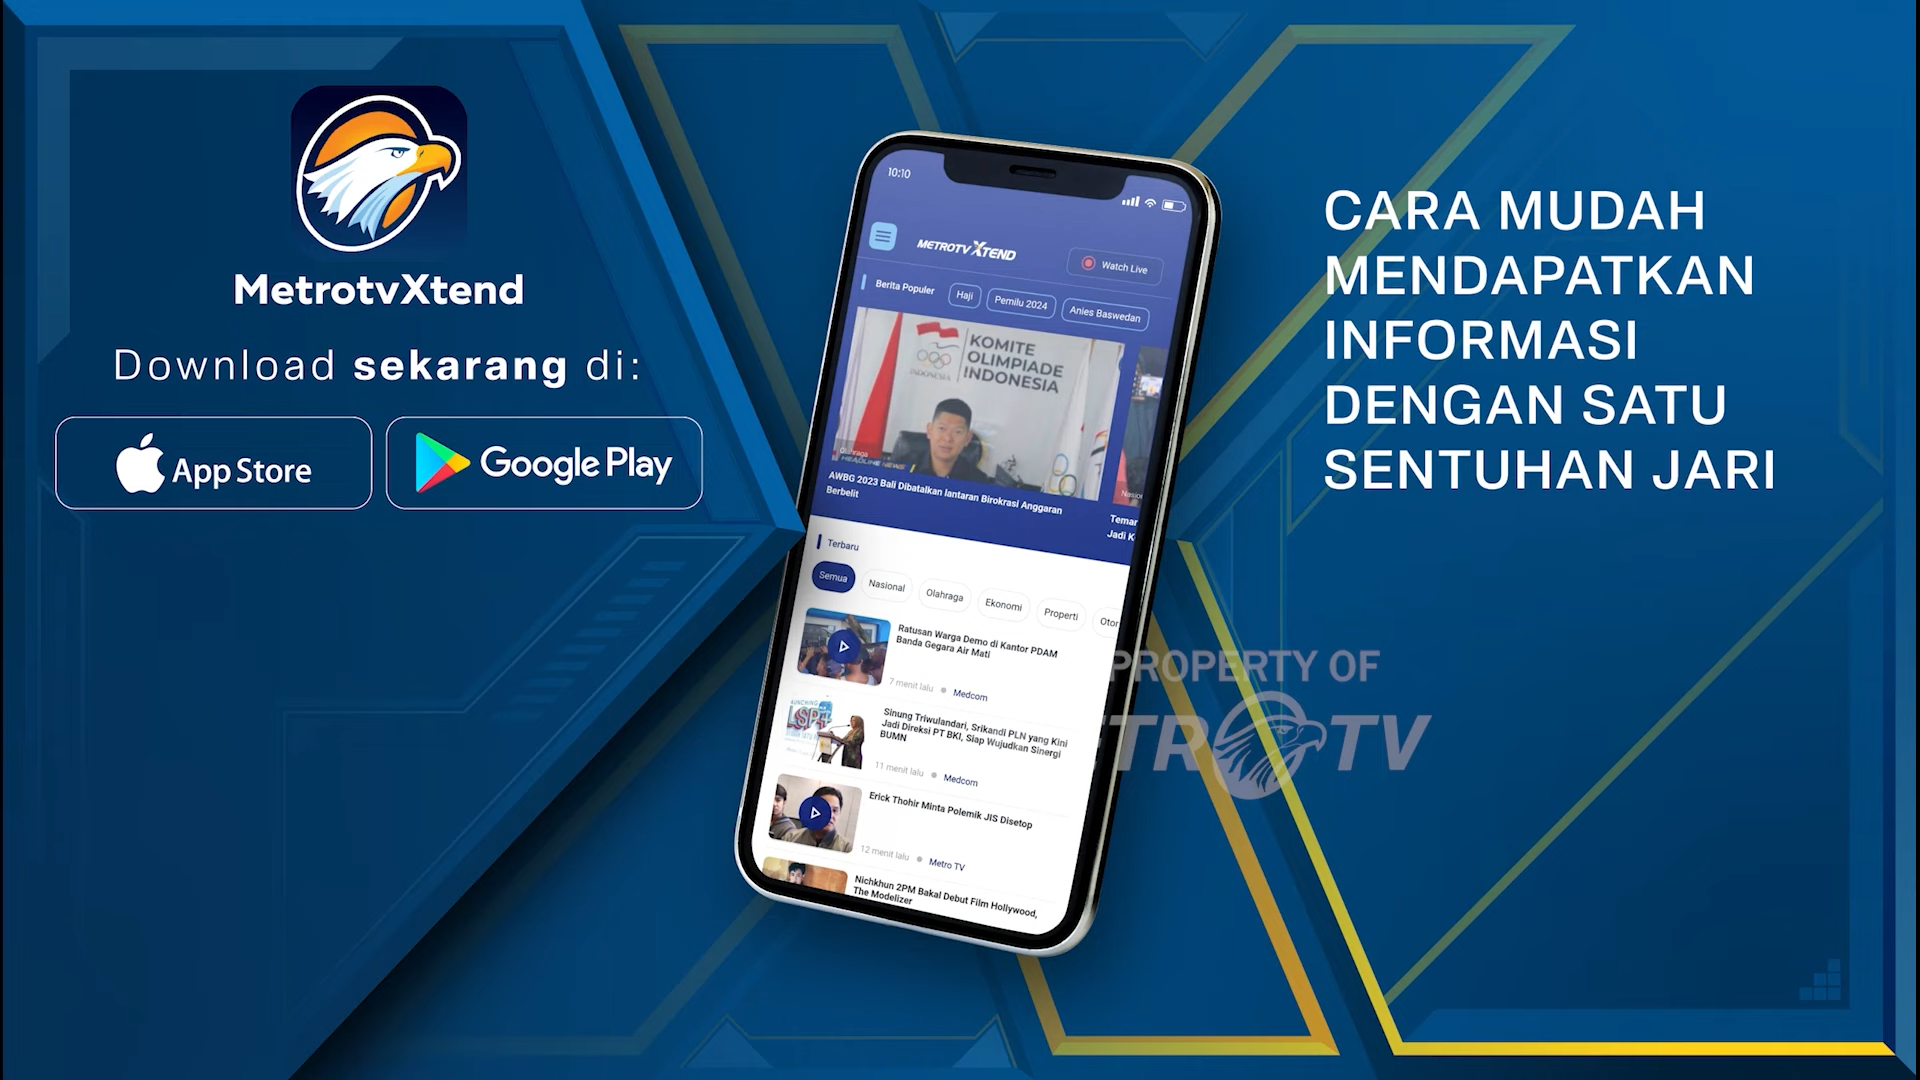 MetrotvXtend
Download sekarang di:
App Store
Google Play
10:10
METROTV XTEND
Watch Live
Berita Populer
Haji
Pemilu 2024
Anies Baswedan
KOMITE
OLIMPIADE
INDONESIA
INDONESIA
Olahraga
HEADLINE NEWS
AWBG 2023 Bali Dibatalkan lantaran Birokrasi Anggaran
Berbelit
Terbaru
Semua
Nasional
Olahraga
Ekonomi
Properti
Ratusan Warga Demo di Kantor PDAM
Banda Gegara Air Mati
7 menit lalu
Medcom
Sinung Triwulandari, Srikandi PLN yang Kini
Jadi Direksi PT BKI, Siap Wujudkan Sinergi
BUMN
11 menit lalu
Medcom
Erick Thohir Minta Polemik JIS Disetop
12 menit lalu
Metro TV
Nichkhun 2PM Bakal Debut Film Hollywood,
The Modelizer
CARA MUDAH
MENDAPATKAN
INFORMASI
DENGAN SATU
SENTUHAN JARI
PROPERTY OF
TV